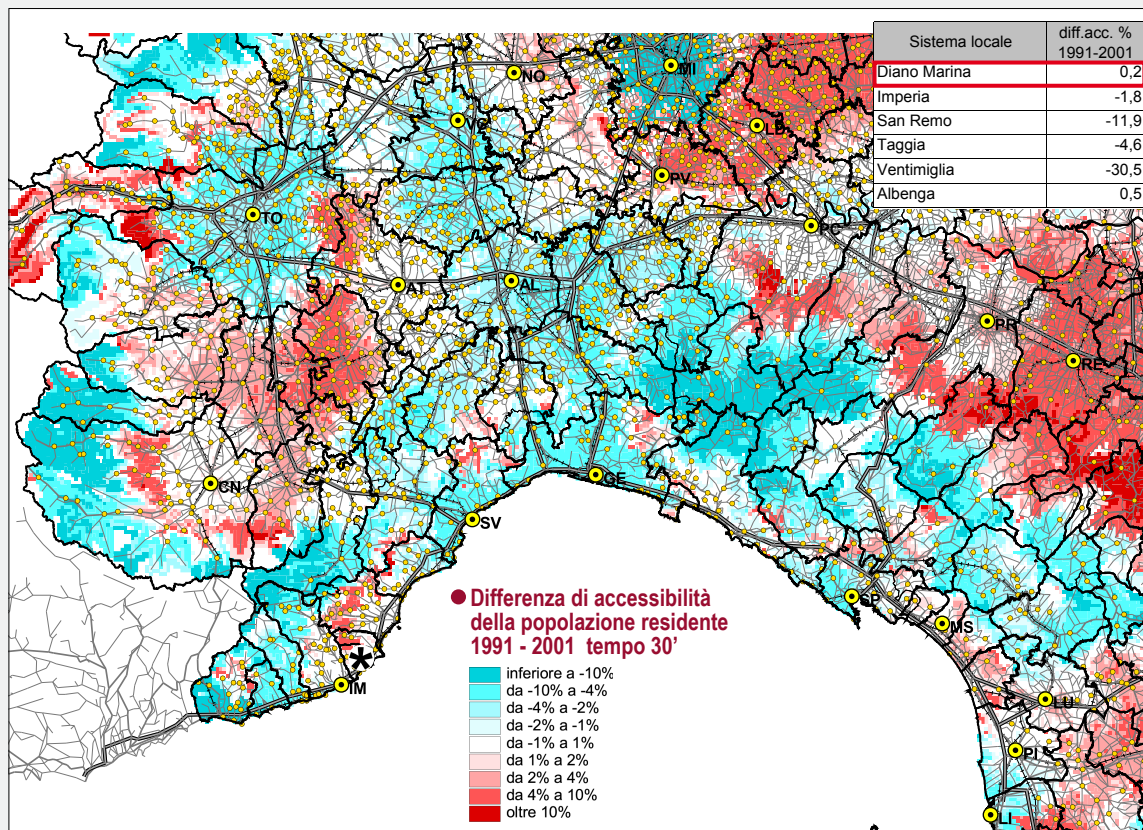 Sistema locale diff.acc. % 1991-2001
Diano Marina 0,2
Imperia -1,8
San Remo -11,9
Taggia -4,6
Ventimiglia -30,5
Albenga 0,5
NO
MI
VC
LD
PV
TO
PC
AT
AL
PR
RE
CN
GE
SV
SP
MS
IM
LU
PI
LI
*
● Differenza di accessibilità
della popolazione residente
1991 - 2001 tempo 30’
inferiore a -10%
da -10% a -4%
da -4% a -2%
da -2% a -1%
da -1% a 1%
da 1% a 2%
da 2% a 4%
da 4% a 10%
oltre 10%